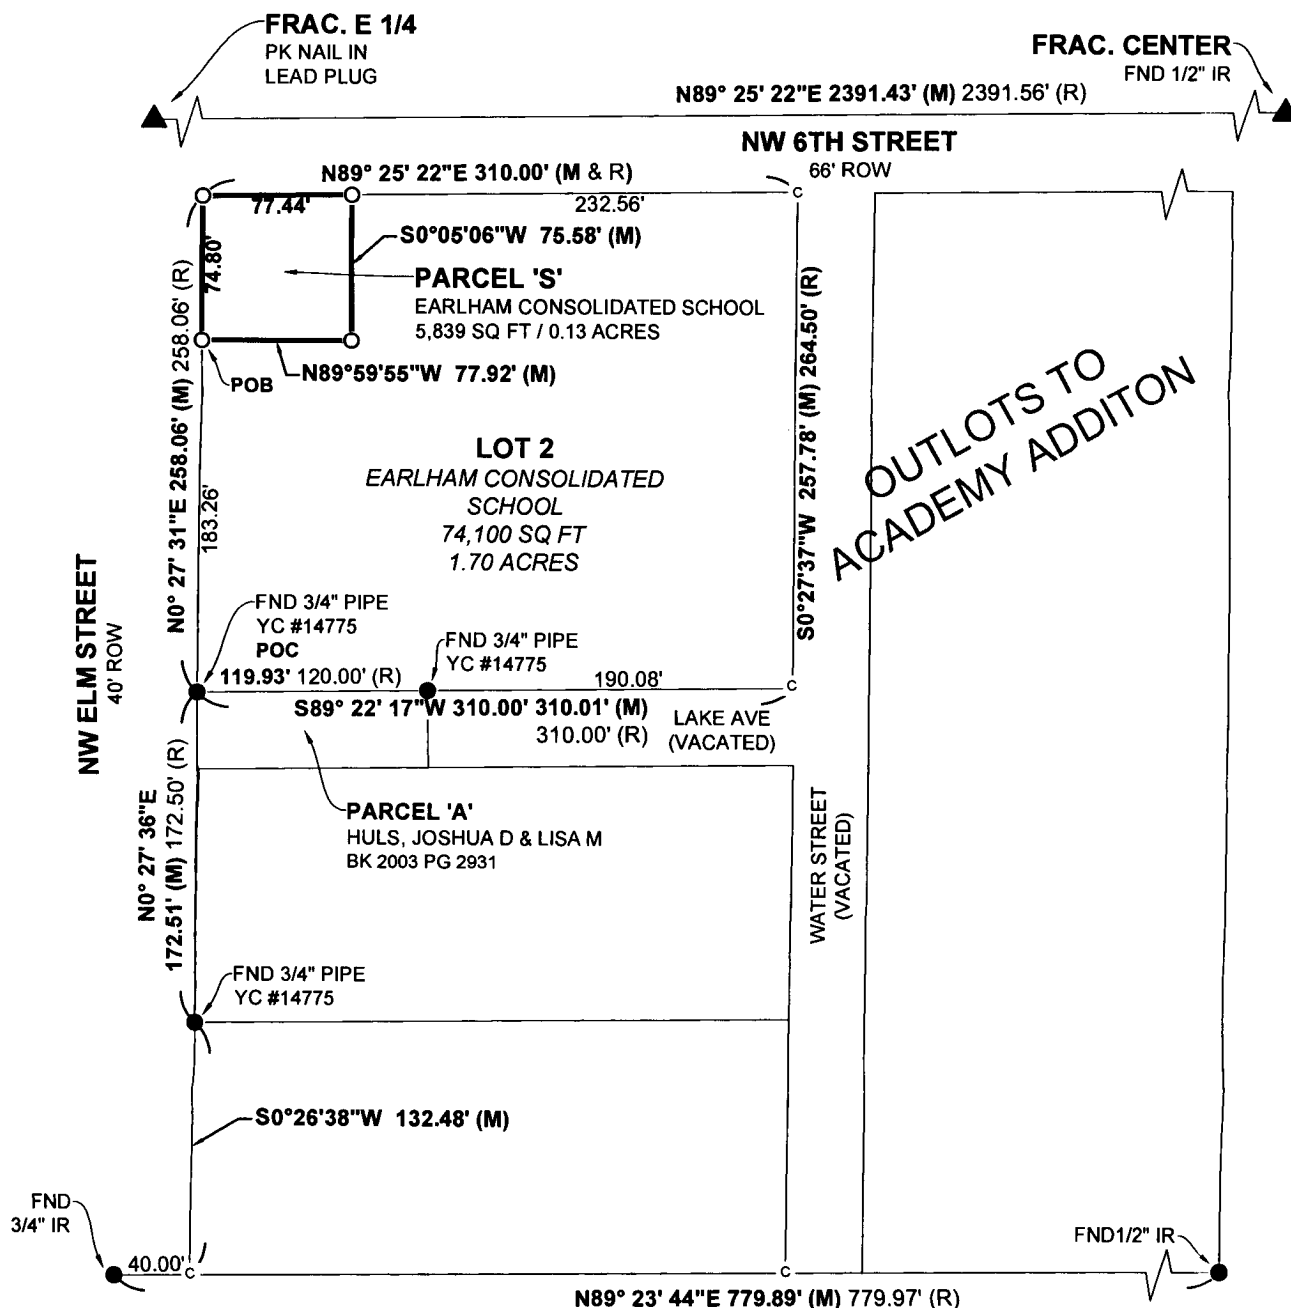 FRAC. E 1/4
PK NAIL IN
LEAD PLUG
FRAC. CENTER
FND 1/2" IR
N89° 25' 22"E 2391.43' (M) 2391.56' (R)
NW 6TH STREET
66' ROW
N89° 25' 22"E 310.00' (M & R)
77.44'
232.56'
74.80'
S0°05'06"W 75.58' (M)
PARCEL 'S'
EARLHAM CONSOLIDATED SCHOOL
5,839 SQ FT / 0.13 ACRES
N89°59'55"W 77.92' (M)
POB
N0° 27' 31"E 258.06' (M) 258.06' (R)
183.26'
S0°27'37"W 257.78' (M) 264.50' (R)
OUTLOTS TO
ACADEMY ADDITON
LOT 2
EARLHAM CONSOLIDATED
SCHOOL
74,100 SQ FT
1.70 ACRES
NW ELM STREET
40' ROW
FND 3/4" PIPE
YC #14775
POC
FND 3/4" PIPE
YC #14775
119.93' 120.00' (R)
190.08'
S89° 22' 17"W 310.00' 310.01' (M)
310.00' (R)
LAKE AVE
(VACATED)
N0° 27' 36"E
172.51' (M) 172.50' (R)
PARCEL 'A'
HULS, JOSHUA D & LISA M
BK 2003 PG 2931
WATER STREET
(VACATED)
FND 3/4" PIPE
YC #14775
S0°26'38"W 132.48' (M)
FND
3/4" IR
40.00'
C
C
C
C
FND1/2" IR
N89° 23' 44"E 779.89' (M) 779.97' (R)